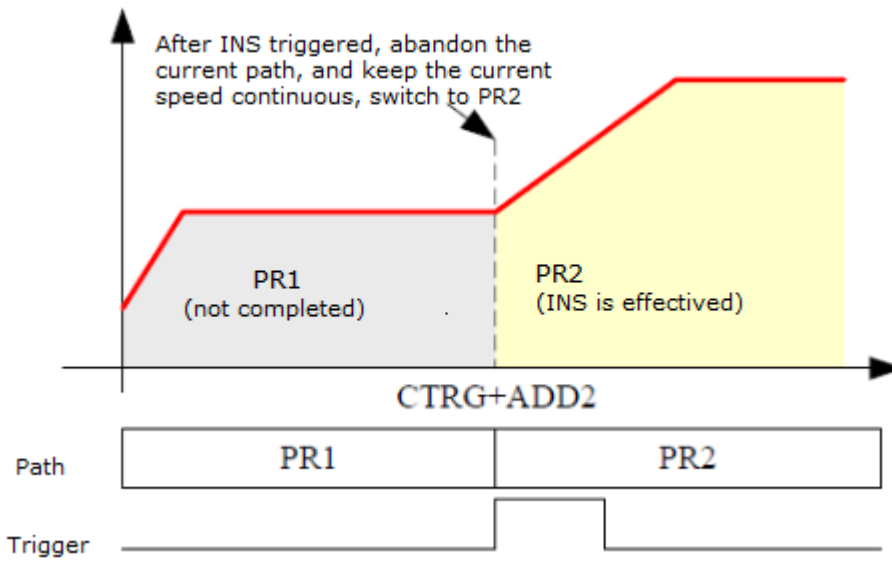 After INS triggered, abandon the
current path, and keep the current
speed continuous, switch to PR2
PR1
(not completed)
PR2
(INS is effectived)
CTRG+ADD2
Path
PR1
PR2
Trigger